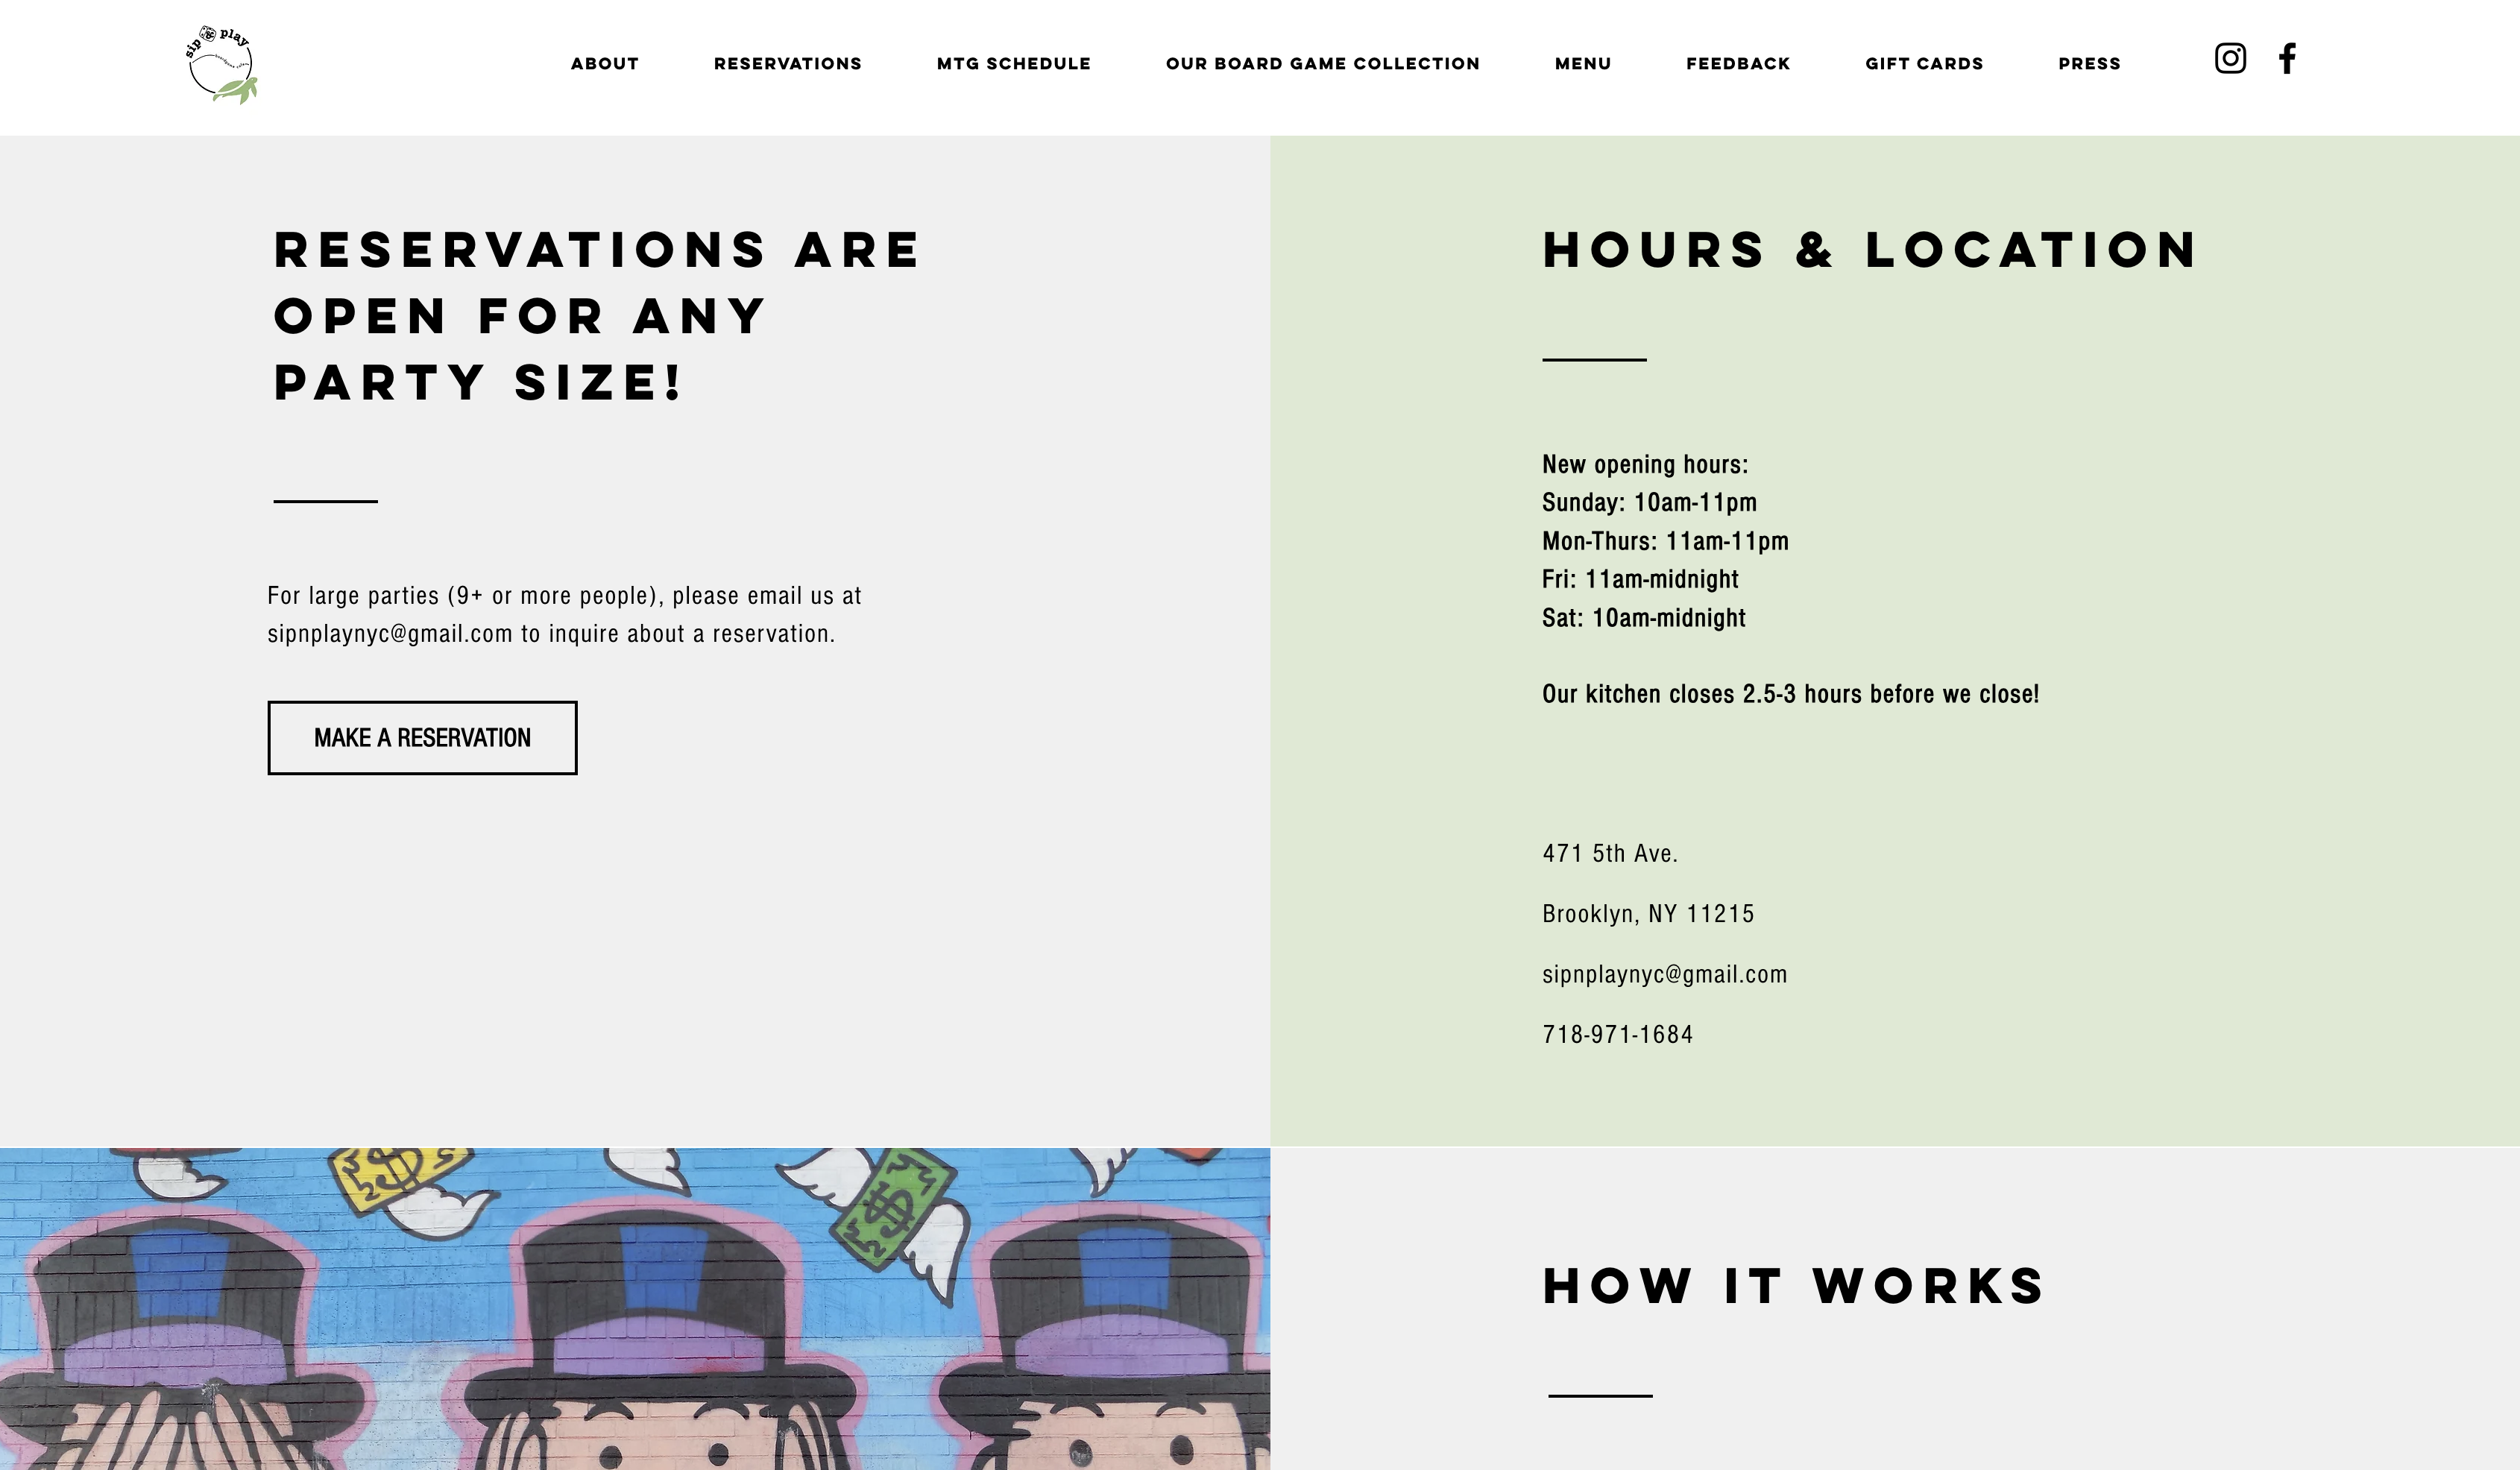 sip & play
ABOUT
RESERVATIONS
MTG SCHEDULE
OUR BOARD GAME COLLECTION
MENU
FEEDBACK
GIFT CARDS
PRESS
RESERVATIONS ARE
OPEN FOR ANY
PARTY SIZE!
For large parties (9+ or more people), please email us at
sipnplaynyc@gmail.com to inquire about a reservation.
MAKE A RESERVATION
HOURS & LOCATION
New opening hours:
Sunday: 10am-11pm
Mon-Thurs: 11am-11pm
Fri: 11am-midnight
Sat: 10am-midnight
Our kitchen closes 2.5-3 hours before we close!
471 5th Ave.
Brooklyn, NY 11215
sipnplaynyc@gmail.com
718-971-1684
$
$
HOW IT WORKS